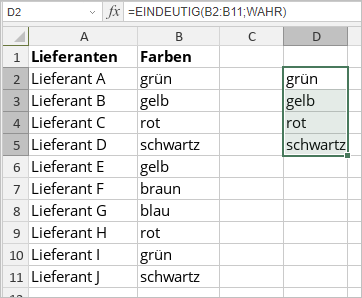 D2 fx =EINDEUTIG(B2:B11;WAHR)
A B C D
1 Lieferanten Farben
2 Lieferant A grün grün
3 Lieferant B gelb gelb
4 Lieferant C rot rot
5 Lieferant D schwartz schwartz
6 Lieferant E gelb
7 Lieferant F braun
8 Lieferant G blau
9 Lieferant H rot
10 Lieferant I grün
11 Lieferant J schwartz